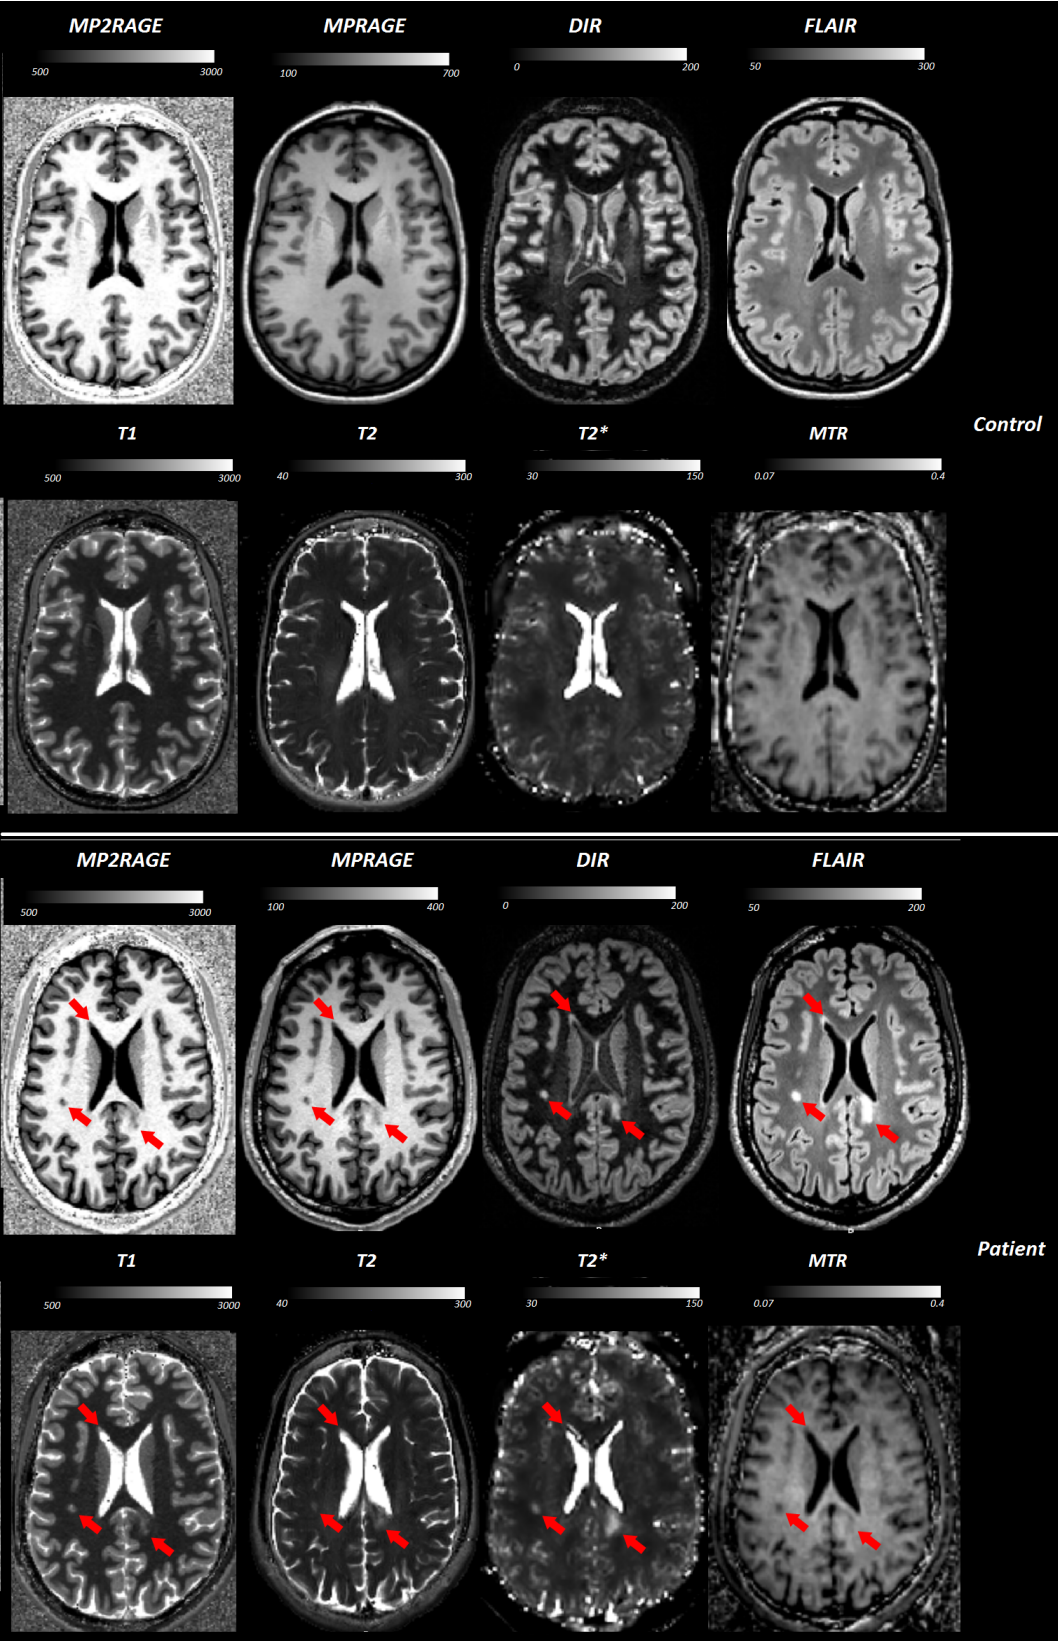 MP2RAGE MPRAGE DIR FLAIR
500 3000 100 700 0 200 50 300
Control
T1 T2 T2* MTR
500 3000 40 300 30 150 0.07 0.4
MP2RAGE MPRAGE DIR FLAIR
500 3000 100 400 0 200 50 200
Patient
T1 T2 T2* MTR
500 3000 40 300 30 150 0.07 0.4